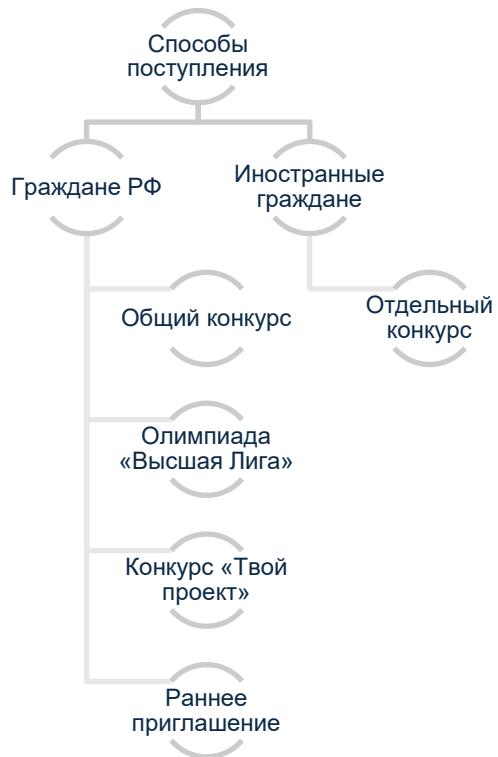 Способы
поступления
Граждане РФ
Иностранные
граждане
Общий конкурс
Отдельный
конкурс
Олимпиада
«Высшая Лига»
Конкурс «Твой
проект»
Раннее
приглашение